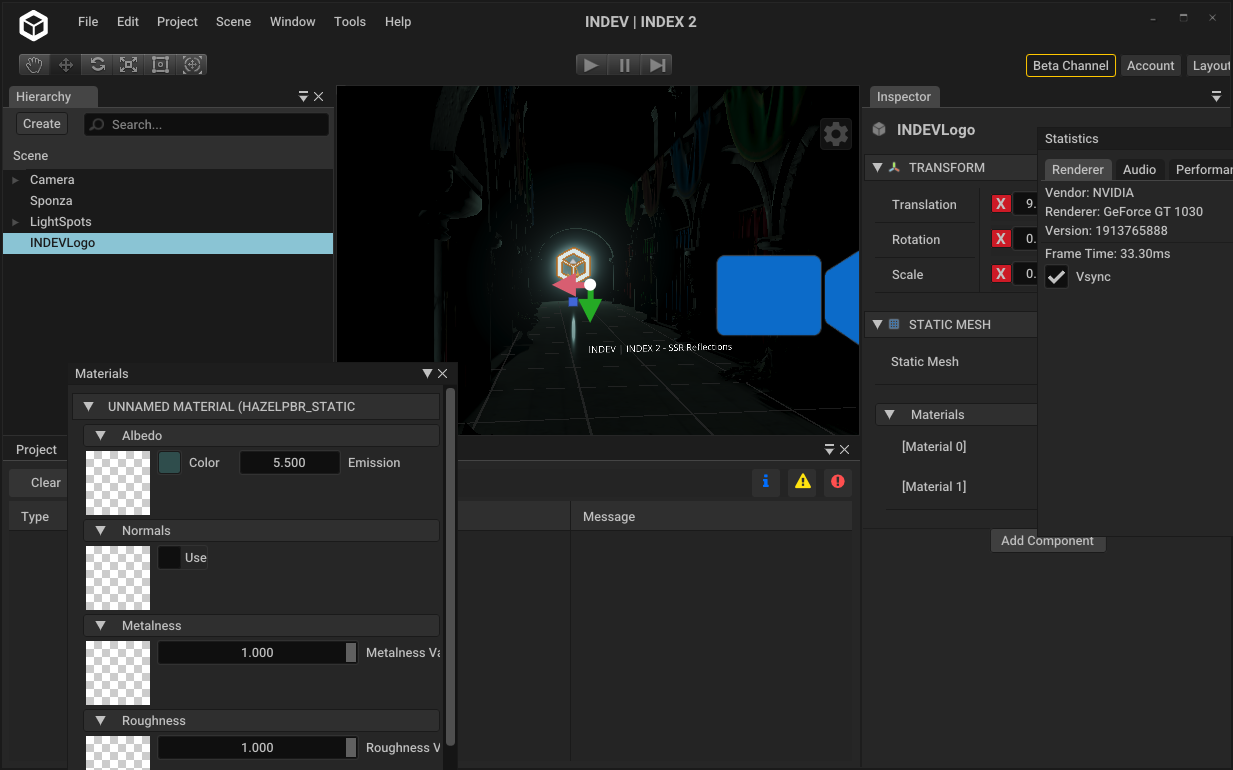 File Edit Project Scene Window Tools Help
INDEV | INDEX 2
Beta Channel Account Layout
Hierarchy
Create Search...
Scene
Camera
Sponza
LightSpots
INDEVLogo
INDEV | INDEX 2 - SSR Reflections
Inspector
INDEVLogo
TRANSFORM
Translation X 9.
Rotation X 0.
Scale X 0.
STATIC MESH
Static Mesh
Materials
[Material 0]
[Material 1]
Add Component
Statistics
Renderer Audio Performan
Vendor: NVIDIA
Renderer: GeForce GT 1030
Version: 1913765888
Frame Time: 33.30ms
Vsync
Project
Clear
Type Message
Materials
UNNAMED MATERIAL (HAZELPBR_STATIC
Albedo
Color 5.500 Emission
Normals
Use
Metalness
1.000 Metalness Va
Roughness
1.000 Roughness V